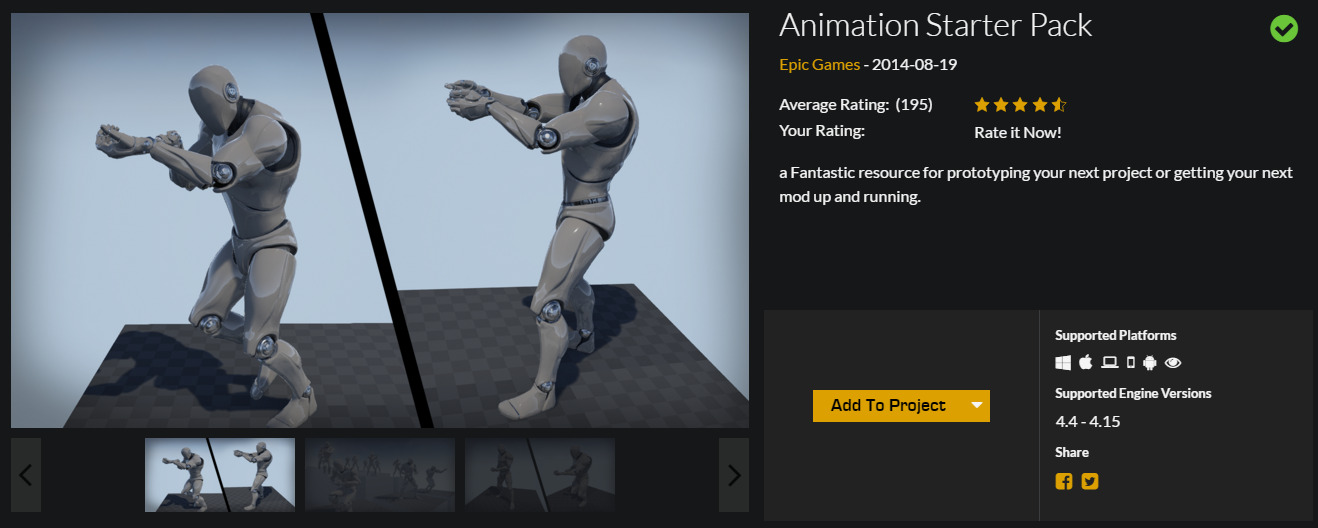 Animation Starter Pack
Epic Games - 2014-08-19
Average Rating: (195)
Your Rating: Rate it Now!
a Fantastic resource for prototyping your next project or getting your next
mod up and running.
Add To Project
Supported Platforms
Supported Engine Versions
4.4 - 4.15
Share